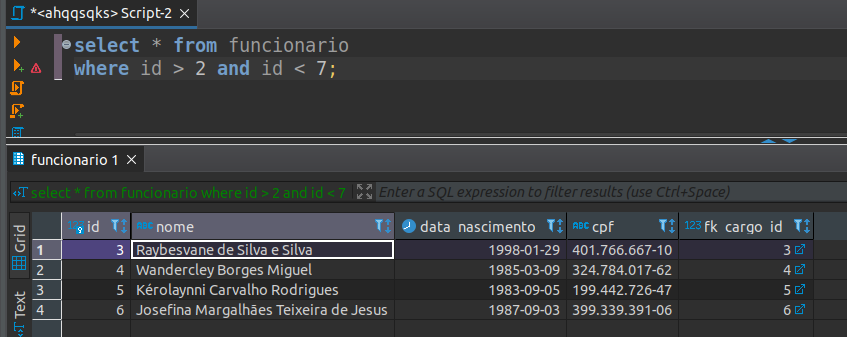 *<ahqqsqks> Script-2
select * from funcionario
where id > 2 and id < 7;
funcionario 1
select * from funcionario where id > 2 and id < 7 Enter a SQL expression to filter results (use Ctrl+Space)
Grid
Text
id nome data_nascimento ABC cpf 123 fk_cargo_id
1 3 Raybesvane de Silva e Silva 1998-01-29 401.766.667-10 3
2 4 Wandercley Borges Miguel 1985-03-09 324.784.017-62 4
3 5 Kérolaynni Carvalho Rodrigues 1983-09-05 199.442.726-47 5
4 6 Josefina Margalhães Teixeira de Jesus 1987-09-03 399.339.391-06 6